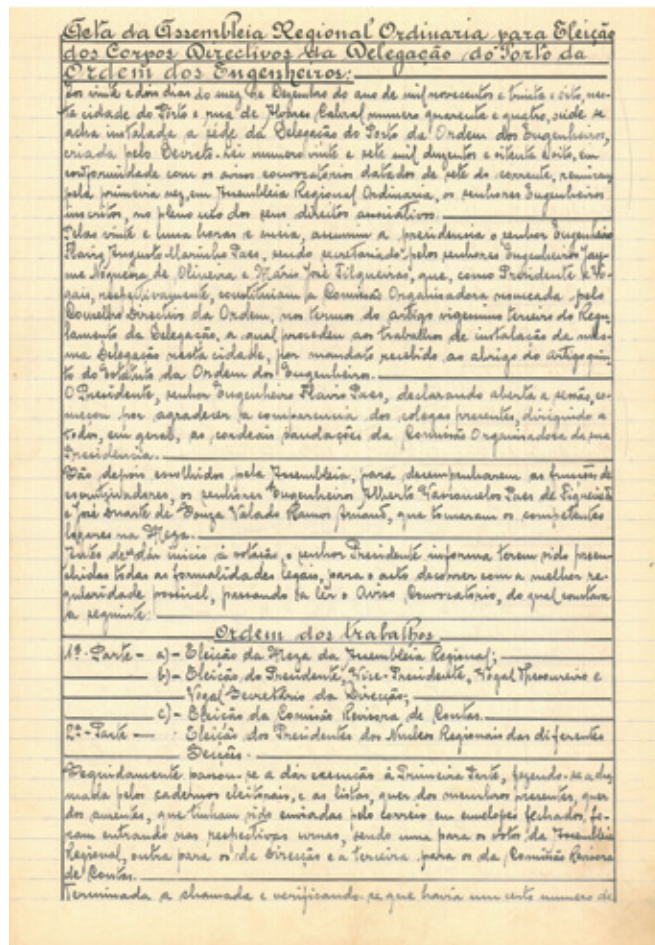 Acta da Assembleia Regional Ordinaria para Eleição
dos Corpos Directivos da Delegação do Porto da
Ordem dos Engenheiros:
Aos vinte e dois dias do mez de Dezembro do ano de mil novecentos e trinta e oito, nes-
ta cidade do Porto e rua de Flores Cabral numero quarenta e quatro, onde se
acha instalada a sede da Delegação do Porto da Ordem dos Engenheiros,
criada pelo Decreto-Lei numero vinte e sete mil duzentos e oitenta e oito, em
conformidade com os avisos convocatorios datados de sete do corrente, reuniram
pela primeira vez, em Assembleia Regional Ordinaria, os senhores Engenheiros
inscritos, no pleno uso dos seus direitos associativos.
Pelas vinte e uma horas e meia, assumiu a presidencia o senhor Engenheiro
Flavio Augusto Marinho Paes, sendo secretariado pelos senhores Engenheiros Jay-
me Nogueira de Oliveira e Mário José Filgueiras, que, como Presidente e Vo-
gais, respectivamente, constituiam a Comissão Organisadora nomeada pelo
Conselho Directivo da Ordem, nos termos do artigo vigesimo terceiro do Regu-
lamento da Delegação, a qual procedeu aos trabalhos de instalação da mes-
ma Delegação nesta cidade, por mandato recebido ao abrigo do artigo quin-
to do Estatuto da Ordem dos Engenheiros.
O Presidente, senhor Engenheiro Flavio Paes, declarando aberta a sessão, co-
meçou por agradecer a comparencia dos colegas presentes, dirigindo a
todos, em geral, as cordeais saudações da Comissão Organisadora da sua
Presidencia.
São depois escolhidos pela Assembleia, para desempenharem as funcções de
escrutinadores, os senhores Engenheiros Alberto Vasconcelos Paes de Figueiredo
e José Duarte de Souza Valado Ramos Arnaut, que tomaram os competentes
lugares na Meza.
Antes de dar inicio á votação, o senhor Presidente informa terem sido preen-
chidas todas as formalidades legais, para o acto decorrer com a melhor re-
gularidade possivel, passando a lêr o Aviso Convocatório, do qual constava
a seguinte:
Ordem dos trabalhos
1ª-Parte - a)- Eleição da Meza da Assembleia Regional;
b)- Eleição do Presidente, Vice-Presidente, Vogal Thesoureiro e
Vogal Secretário da Direcção;
c)- Eleição da Comissão Revisora de Contas.
2ª-Parte - Eleição dos Presidentes dos Nucleos Regionais das diferentes
Secções.
Seguidamente passou-se a dár execução á Primeira Parte, fazendo-se a cha-
mada pelos cadernos eleitorais, e as listas, quer dos membros presentes, quer
dos ausentes, que tinham sido enviadas pelo correio em envelopes fechados, fo-
ram entrando nas respectivas urnas, sendo uma para os votos da Assembleia
Regional, outra para os de Direcção e a terceira para os da Comissão Revisora
de Contas.
Terminada a chamada e verificando-se que havia um certo numero de